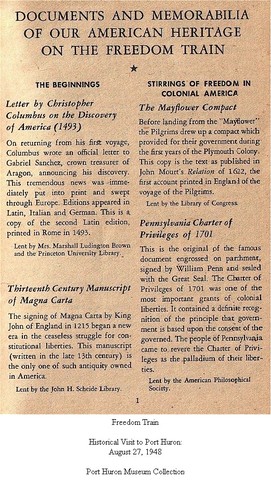 DOCUMENTS AND MEMORABILIA
OF OUR AMERICAN HERITAGE
ON THE FREEDOM TRAIN
★
THE BEGINNINGS
Letter by Christopher
Columbus on the Discovery
of America (1493)
On returning from his first voyage,
Columbus wrote an official letter to
Gabriel Sanchez, crown treasurer of
Aragon, announcing his discovery.
This tremendous news was imme-
diately put into print and swept
through Europe. Editions appeared in
Latin, Italian and German. This is a
copy of the second Latin edition,
printed in Rome in 1493.
Lent by Mrs. Marshall Ludington Brown
and the Princeton University Library.
Thirteenth Century Manuscript
of Magna Carta
The signing of Magna Carta by King
John of England in 1215 began a new
era in the ceaseless struggle for con-
stitutional liberties. This manuscript
(written in the late 13th century) is
the only one of such antiquity owned
in America.
Lent by the John H. Scheide Library.
STIRRINGS OF FREEDOM IN
COLONIAL AMERICA
The Mayflower Compact
Before landing from the "Mayflower"
the Pilgrims drew up a compact which
provided for their government during
the first years of the Plymouth Colony.
This copy is the text as published in
John Mourt's Relation of 1622, the
first account printed in England of the
voyage of the Pilgrims.
Lent by the Library of Congress.
Pennsylvania Charter of
Privileges of 1701
This is the original of the famous
document engrossed on parchment,
signed by William Penn and sealed
with the Great Seal. The Charter of
Privileges of 1701 was one of the
most important grants of colonial
liberties. It contained a definite recog-
nition of the principle that govern-
ment is based upon the consent of the
governed. The people of Pennsylvania
came to revere the Charter of Privi-
leges as the palladium of their liber-
ties.
Lent by the American Philosophical
Society.
1
Freedom Train
Historical Visit to Port Huron:
August 27, 1948
Port Huron Museum Collection